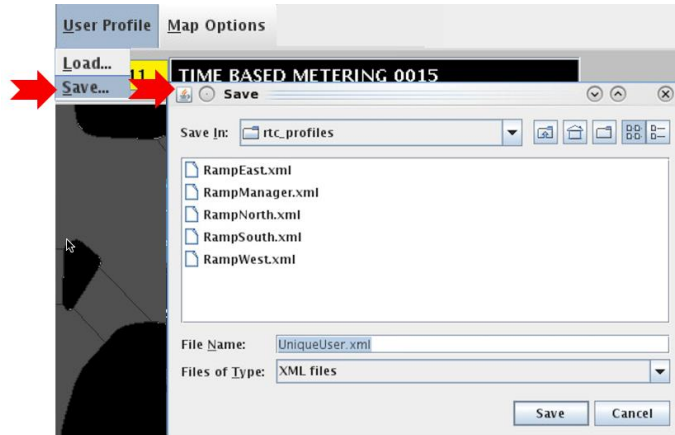 User Profile Map Options
Load...
Save...
11
TIME BASED METERING 0015
Save
Save In: rtc_profiles
RampEast.xml
RampManager.xml
RampNorth.xml
RampSouth.xml
RampWest.xml
File Name: UniqueUser.xml
Files of Type: XML files
Save Cancel